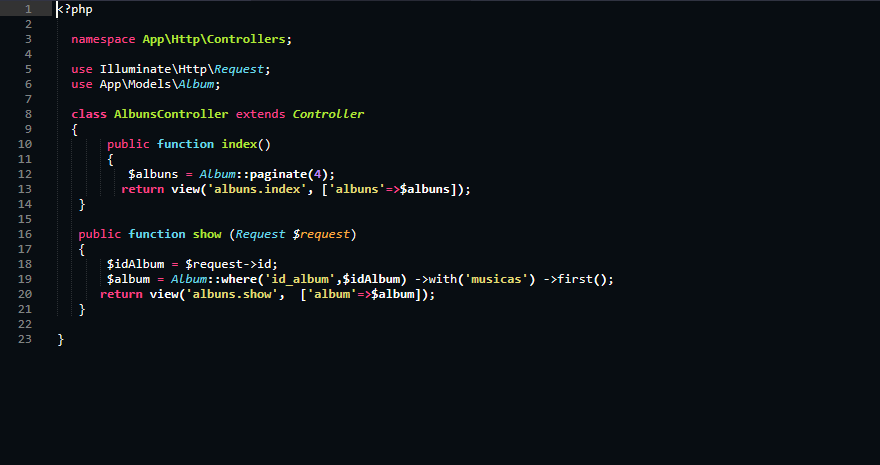 1 <?php
2
3 namespace App\Http\Controllers;
4
5 use Illuminate\Http\Request;
6 use App\Models\Album;
7
8 class AlbunsController extends Controller
9 {
10 public function index()
11 {
12 $albuns = Album::paginate(4);
13 return view('albuns.index', ['albuns'=>$albuns]);
14 }
15
16 public function show (Request $request)
17 {
18 $idAlbum = $request->id;
19 $album = Album::where('id_album',$idAlbum) ->with('musicas') ->first();
20 return view('albuns.show',  ['album'=>$album]);
21 }
22
23 }